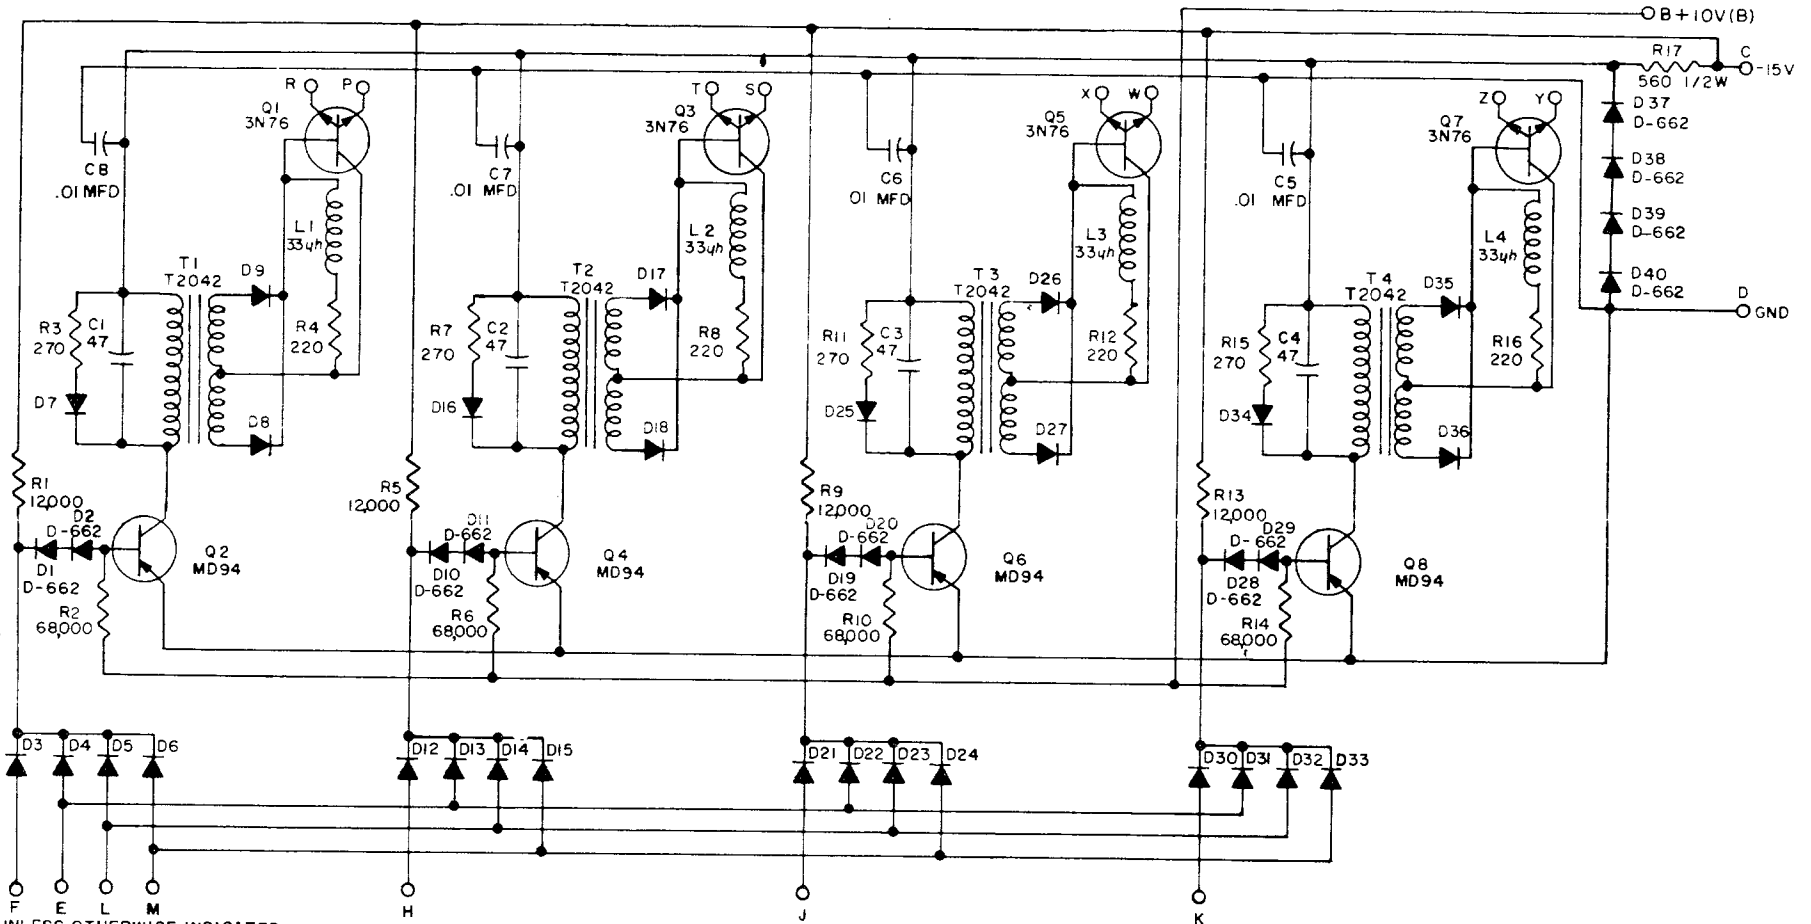 B+10V(B)
R17
C
-15V
560 1/2W
R P
T S
X W
Z Y
Q1
3N76
Q3
3N76
Q5
3N76
Q7
3N76
D37
D-662
D38
D-662
D39
D-662
D40
D-662
C8
.01 MFD
C7
.01 MFD
C6
.01 MFD
C5
.01 MFD
L1
33μh
L2
33μh
L3
33μh
L4
33μh
D
GND
T1
T2042
T2
T2042
T3
T2042
T4
T2042
D9
D17
D26
D35
R3
270
C1
47
R4
220
R7
270
C2
47
R8
220
R11
270
C3
47
R12
220
R15
270
C4
47
R16
220
D7
D8
D16
D18
D25
D27
D34
D36
R1
12,000
R5
12,000
R9
12,000
R13
12,000
D2
D-662
D11
D-662
D20
D-662
D29
D-662
Q2
MD94
Q4
MD94
Q6
MD94
Q8
MD94
D1
D-662
D10
D-662
D19
D-662
D28
D-662
R2
68,000
R6
68,000
R10
68,000
R14
68,000
D3 D4 D5 D6
D12 D13 D14 D15
D21 D22 D23 D24
D30 D31 D32 D33
F E L M
H
J
K